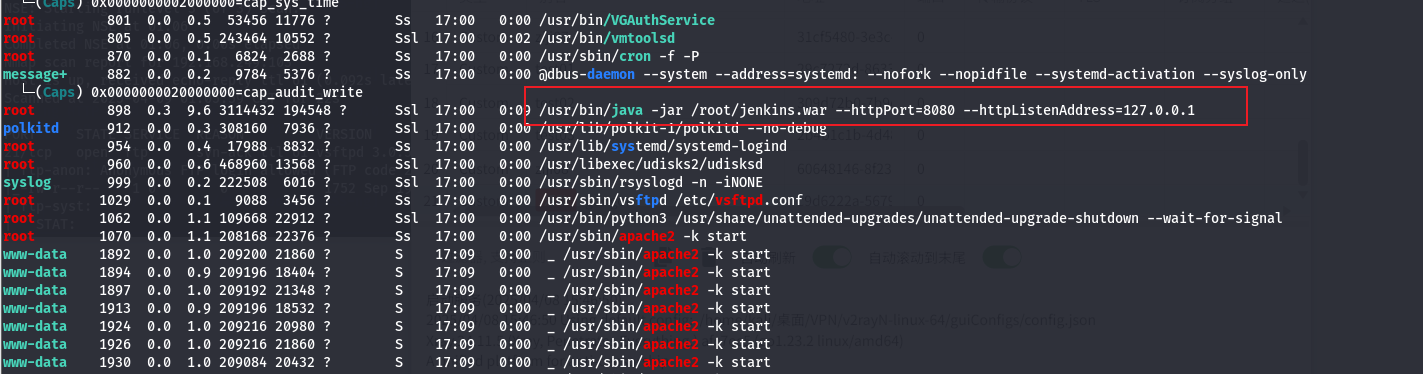 └─(Caps) 0x0000000002000000=cap_sys_time
root 801 0.0 0.5 53456 11776 ? Ss 17:00 0:00 /usr/bin/VGAuthService
root 805 0.0 0.5 243464 10552 ? Ssl 17:00 0:02 /usr/bin/vmtoolsd
root 870 0.0 0.1 6824 2688 ? Ss 17:00 0:00 /usr/sbin/cron -f -P
message+ 882 0.0 0.2 9784 5376 ? Ss 17:00 0:00 @dbus-daemon --system --address=systemd: --nofork --nopidfile --systemd-activation --syslog-only
└─(Caps) 0x0000000020000000=cap_audit_write
root 898 0.3 9.6 3114432 194548 ? Ssl 17:00 0:09 /usr/bin/java -jar /root/jenkins.war --httpPort=8080 --httpListenAddress=127.0.0.1
polkitd 912 0.0 0.3 308160 7936 ? Ssl 17:00 0:00 /usr/lib/polkit-1/polkitd --no-debug
root 954 0.0 0.4 17988 8832 ? Ss 17:00 0:00 /usr/lib/systemd/systemd-logind
root 960 0.0 0.6 468960 13568 ? Ssl 17:00 0:00 /usr/libexec/udisks2/udisksd
syslog 999 0.0 0.2 222508 6016 ? Ssl 17:00 0:00 /usr/sbin/rsyslogd -n -iNONE
root 1029 0.0 0.1 9088 3456 ? Ss 17:00 0:00 /usr/sbin/vsftpd /etc/vsftpd.conf
root 1062 0.0 1.1 109668 22912 ? Ssl 17:00 0:00 /usr/bin/python3 /usr/share/unattended-upgrades/unattended-upgrade-shutdown --wait-for-signal
root 1070 0.0 1.1 208168 22376 ? Ss 17:00 0:00 /usr/sbin/apache2 -k start
www-data 1892 0.0 1.0 209200 21860 ? S 17:09 0:00 _ /usr/sbin/apache2 -k start
www-data 1894 0.0 0.9 209196 18404 ? S 17:09 0:00 _ /usr/sbin/apache2 -k start
www-data 1897 0.0 1.0 209192 21348 ? S 17:09 0:00 _ /usr/sbin/apache2 -k start
www-data 1913 0.0 0.9 209196 18532 ? S 17:09 0:00 _ /usr/sbin/apache2 -k start
www-data 1924 0.0 1.0 209216 20980 ? S 17:09 0:00 _ /usr/sbin/apache2 -k start
www-data 1926 0.0 1.0 209216 21860 ? S 17:09 0:00 _ /usr/sbin/apache2 -k start
www-data 1930 0.0 1.0 209084 20432 ? S 17:09 0:00 _ /usr/sbin/apache2 -k start
自动滚动到末尾